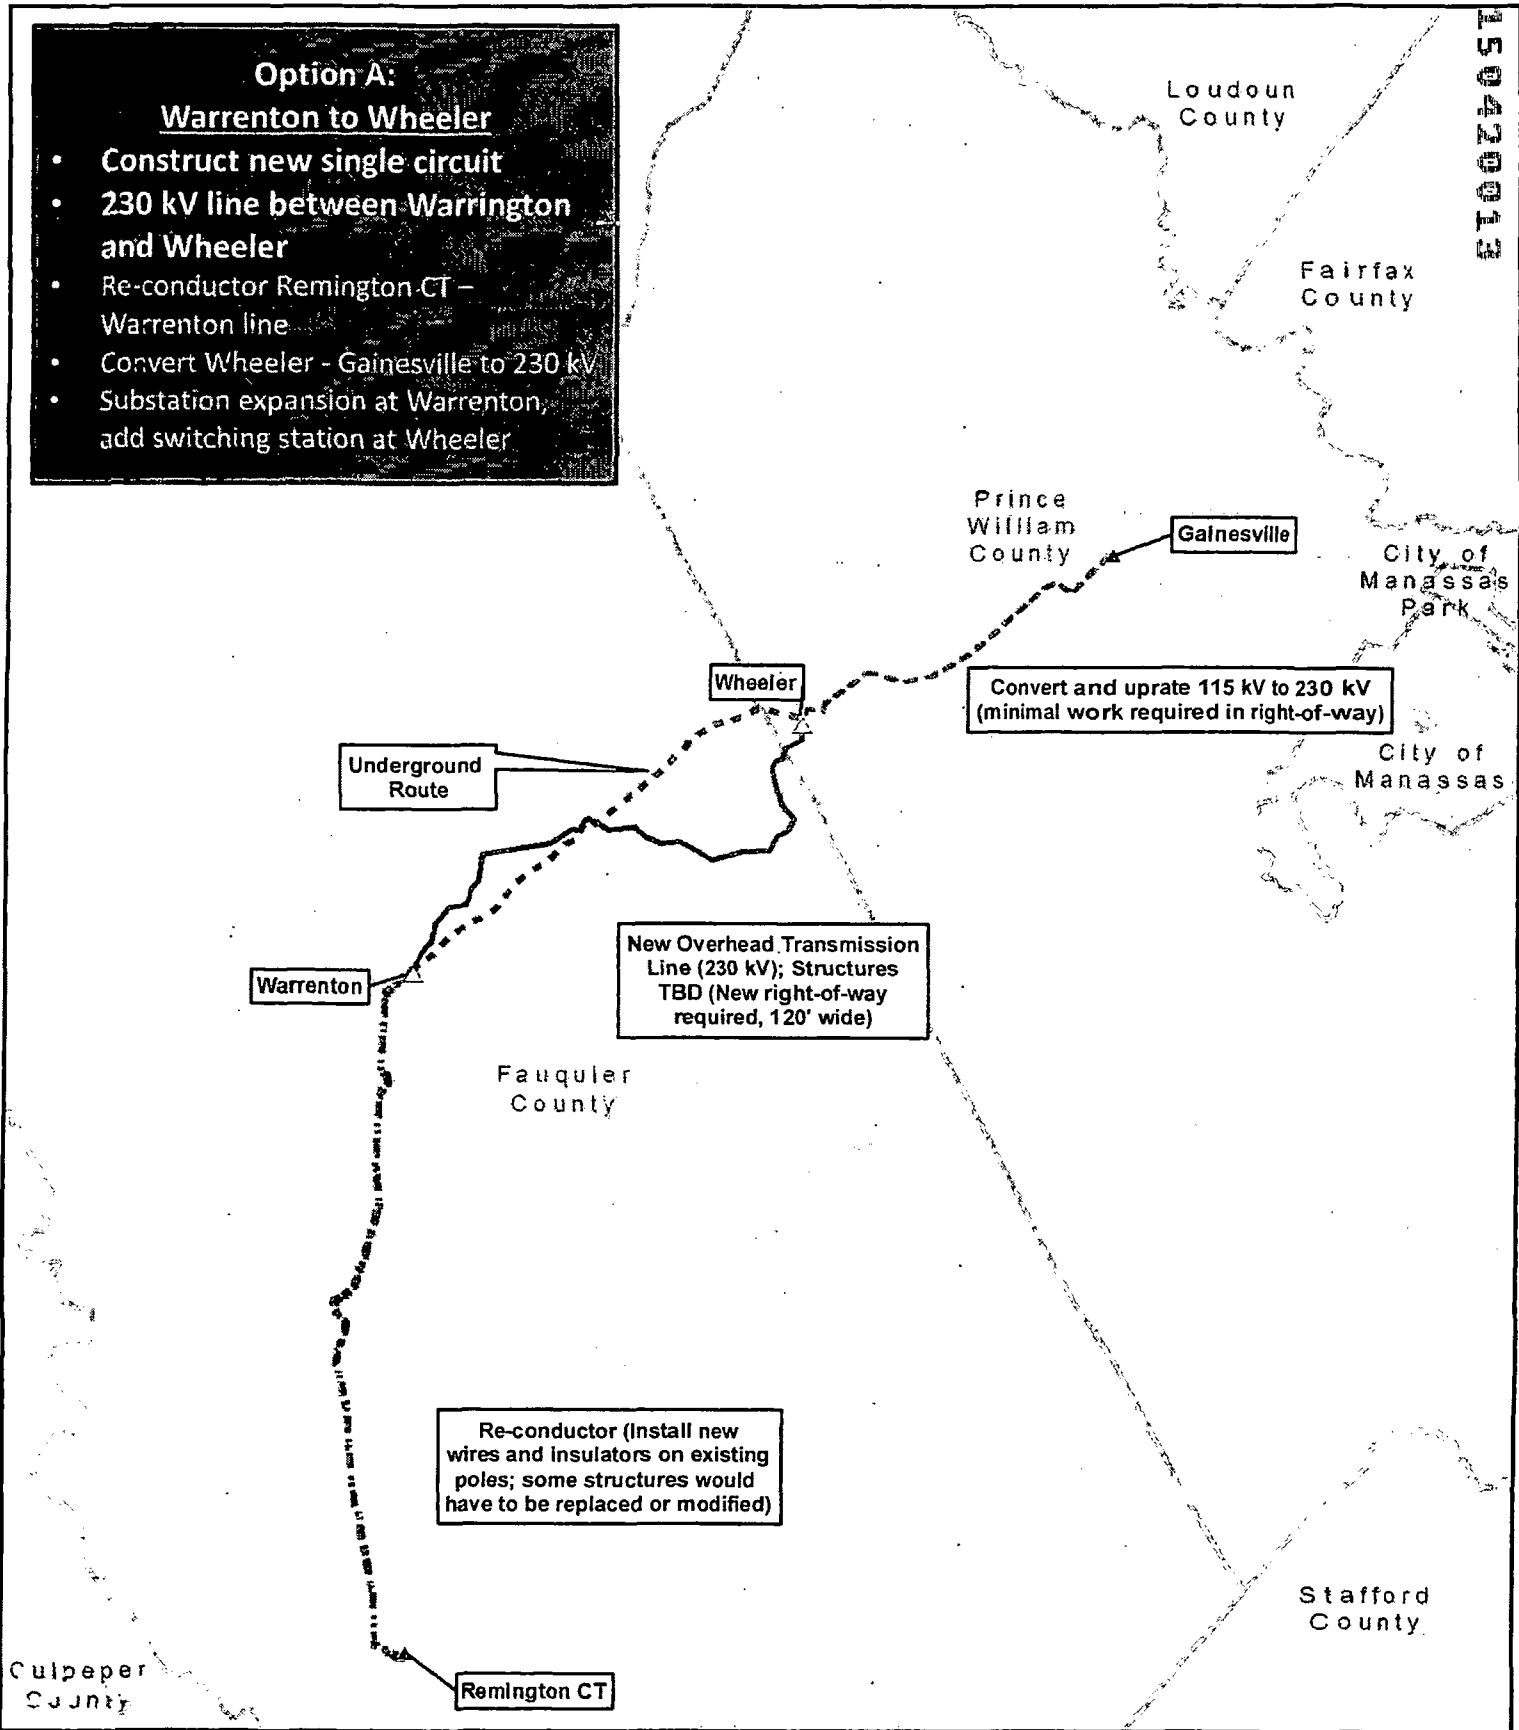 Option A:
Warrenton to Wheeler
• Construct new single circuit
• 230 kV line between Warrington
and Wheeler
• Re-conductor Remington CT –
Warrenton line
• Convert Wheeler - Gainesville to 230 kV
• Substation expansion at Warrenton,
add switching station at Wheeler
150420013
Loudoun
County
Fairfax
County
Prince
William
County
Gainesville
City of
Manassas
Park
Wheeler
Convert and uprate 115 kV to 230 kV
(minimal work required in right-of-way)
City of
Manassas
Underground
Route
New Overhead Transmission
Line (230 kV); Structures
TBD (New right-of-way
required, 120' wide)
Warrenton
Fauquier
County
Re-conductor (Install new
wires and insulators on existing
poles; some structures would
have to be replaced or modified)
Stafford
County
Culpeper
County
Remington CT